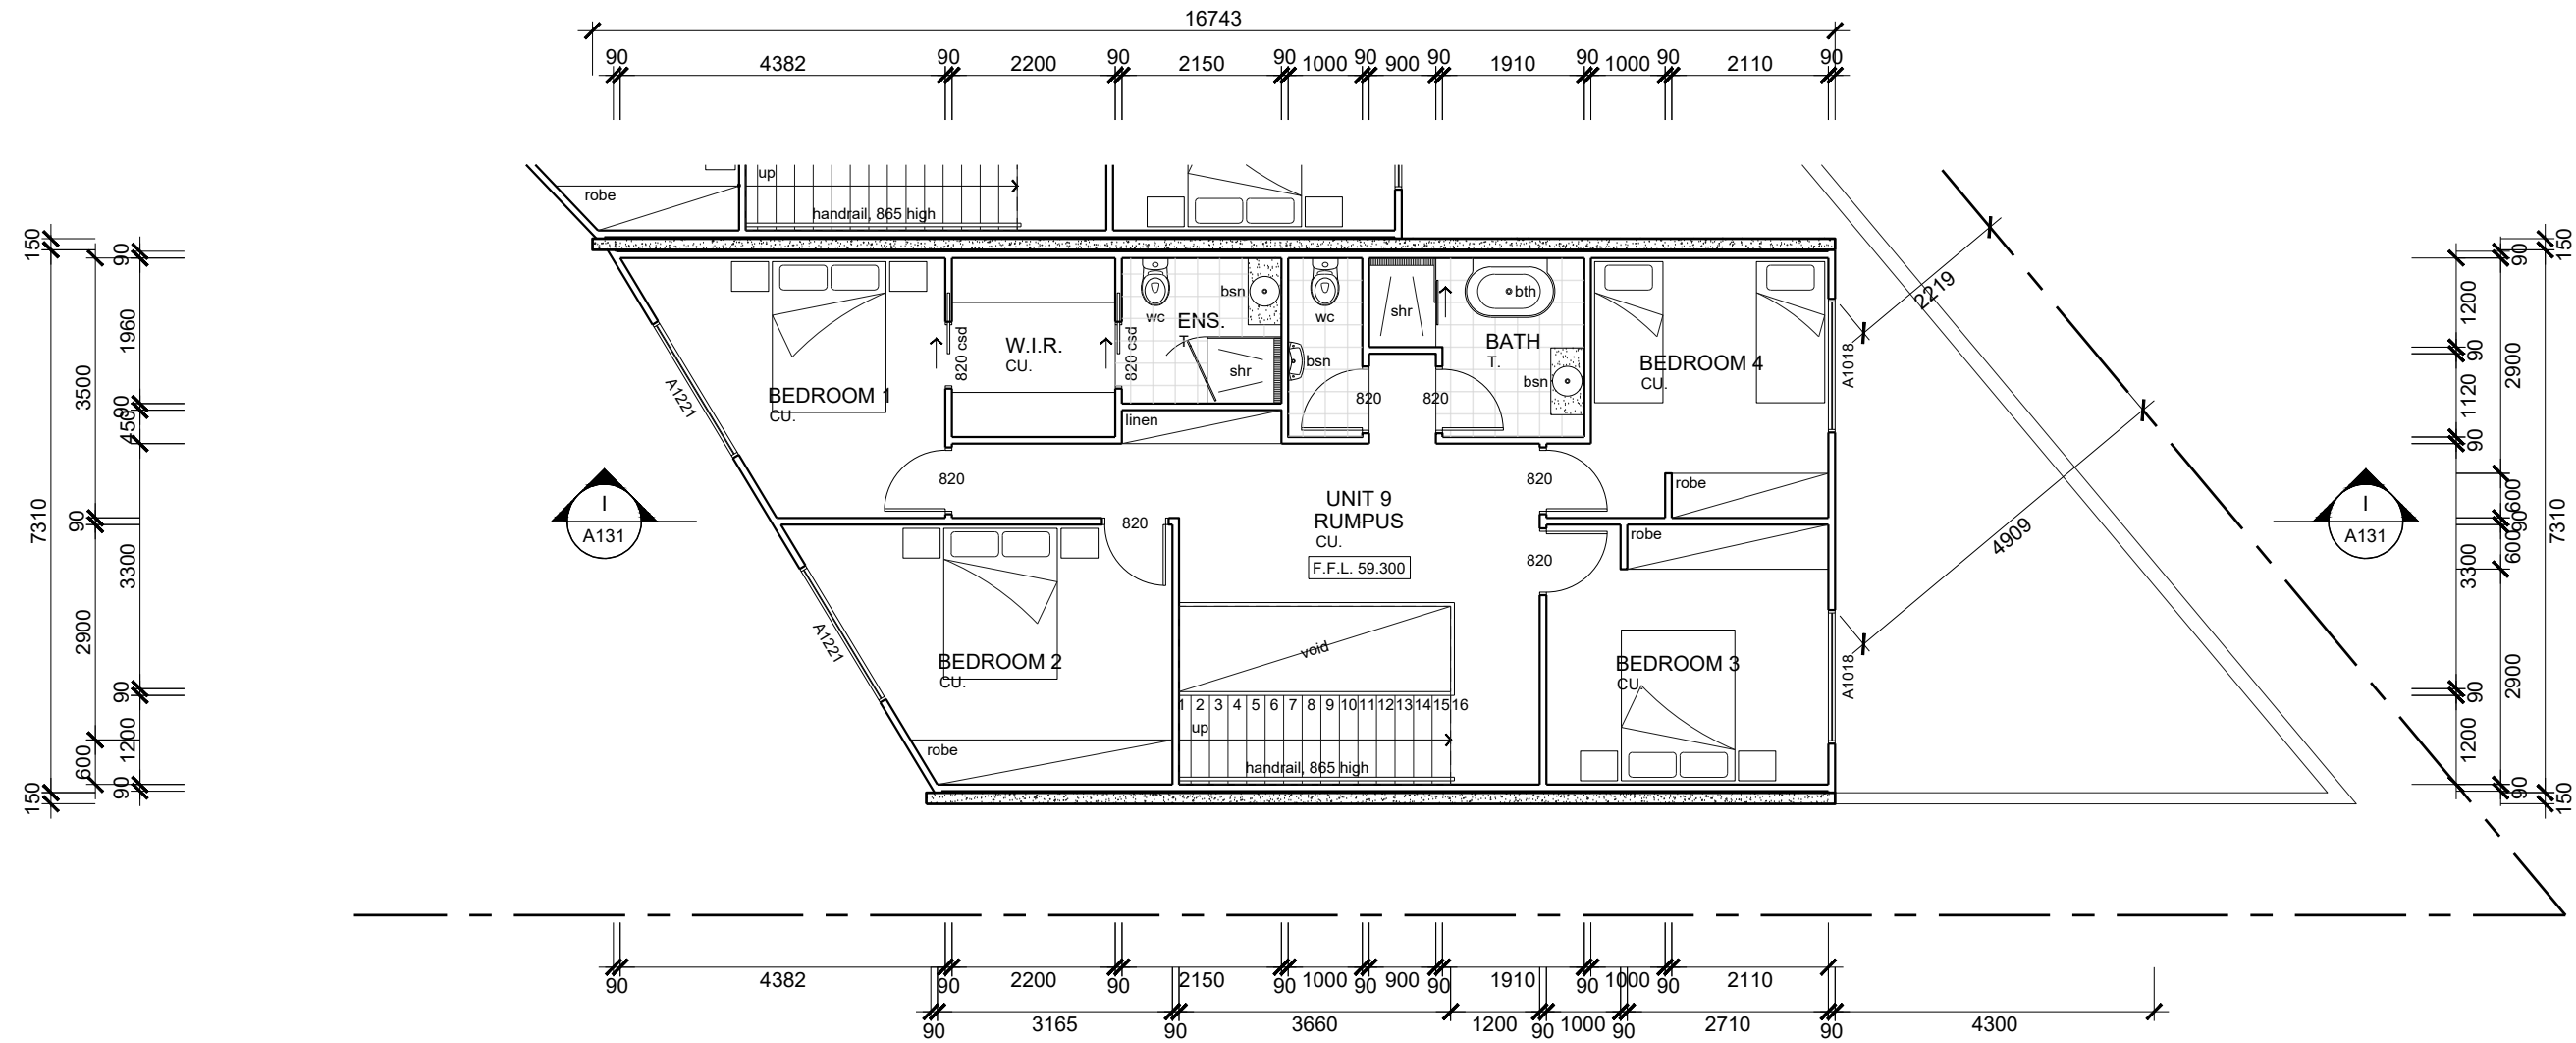 16743
90 4382 90 2200 90 2150 90 1000 90 900 90 1910 90 1000 90 2110 90
up
robe
handrail, 865 high
150
90
1960
3500
90
450
7310
90
3300
2900
90
1200
600
90
150
BEDROOM 1
CU.
A1221
820 csd
W.I.R.
CU.
820 csd
wc
ENS.
T.
bsn
shr
linen
wc
bsn
820
shr
820
bth
BATH
T.
bsn
BEDROOM 4
CU.
A1018
2219
robe
I
A131
820
820
820
UNIT 9
RUMPUS
CU.
F.F.L. 59.300
820
robe
4909
I
A131
A1221
BEDROOM 2
CU.
robe
void
1 2 3 4 5 6 7 8 9 10 11 12 13 14 15 16
up
handrail, 865 high
BEDROOM 3
CU.
A1018
150
90
1200
90
2900
1120
90
600
90
600
7310
3300
90
2900
1200
90
150
4382 2200 2150 1000 900 1910 1000 2110
90 90 90 90 90 90 90 90
3165 3660 1200 1000 2710 4300
90 90 90 90 90